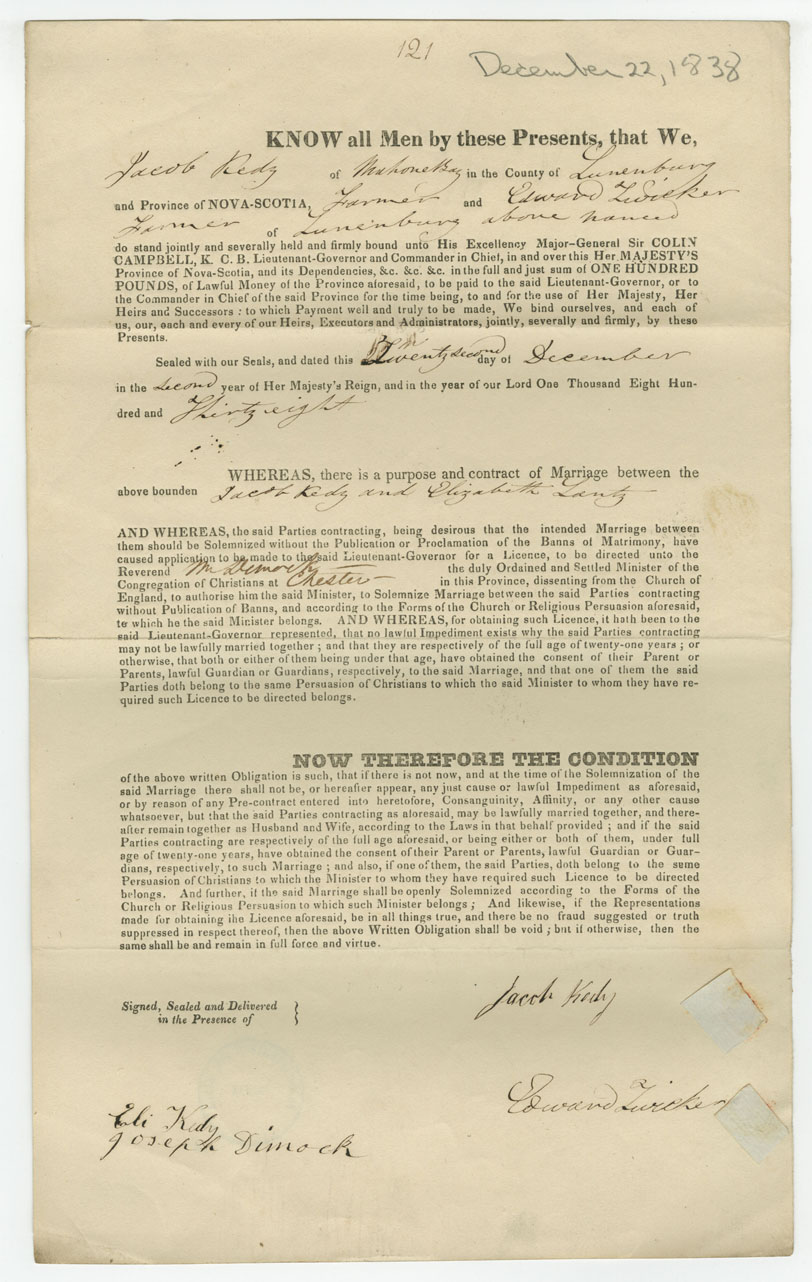 121
December 22, 1838
KNOW all Men by these Presents, that We,
Jacob Kedy of Mahone Bay in the County of Lunenburg
and Province of NOVA-SCOTIA, Farmer and Edward Zwicker
Farmer of Lunenburg above named
do stand jointly and severally held and firmly bound unto His Excellency Major-General Sir COLIN
CAMPBELL, K. C. B. Lieutenant-Governor and Commander in Chief, in and over this Her MAJESTY'S
Province of Nova-Scotia, and its Dependencies, &c. &c. &c. in the full and just sum of ONE HUNDRED
POUNDS, of Lawful Money of the Province aforesaid, to be paid to the said Lieutenant-Governor, or to
the Commander in Chief of the said Province for the time being, to and for the use of Her Majesty, Her
Heirs and Successors : to which Payment well and truly to be made, We bind ourselves, and each of
us, our, each and every of our Heirs, Executors and Administrators, jointly, severally and firmly, by these
Presents.
Sealed with our Seals, and dated this Twenty second day of December
in the second year of Her Majesty's Reign, and in the year of our Lord One Thousand Eight Hun-
dred and Thirty eight
WHEREAS, there is a purpose and contract of Marriage between the
above bounden Jacob Kedy and Elizabeth Lantz
AND WHEREAS, the said Parties contracting, being desirous that the intended Marriage between
them should be Solemnized without the Publication or Proclamation of the Banns of Matrimony, have
caused application to be made to the said Lieutenant-Governor for a Licence, to be directed unto the
Reverend Mr Dimock the duly Ordained and Settled Minister of the
Congregation of Christians at Chester in this Province, dissenting from the Church of
England, to authorise him the said Minister, to Solemnize Marriage between the said Parties contracting
without Publication of Banns, and according to the Forms of the Church or Religious Persuasion aforesaid,
to which he the said Minister belongs. AND WHEREAS, for obtaining such Licence, it hath been to the
said Lieutenant-Governor represented, that no lawful Impediment exists why the said Parties contracting
may not be lawfully married together ; and that they are respectively of the full age of twenty-one years ; or
otherwise, that both or either of them being under that age, have obtained the consent of their Parent or
Parents, lawful Guardian or Guardians, respectively, to the said Marriage, and that one of them the said
Parties doth belong to the same Persuasion of Christians to which the said Minister to whom they have re-
quired such Licence to be directed belongs.
NOW THEREFORE THE CONDITION
of the above written Obligation is such, that if there is not now, and at the time of the Solemnization of the
said Marriage there shall not be, or hereafter appear, any just cause or lawful Impediment as aforesaid,
or by reason of any Pre-contract entered into heretofore, Consanguinity, Affinity, or any other cause
whatsoever, but that the said Parties contracting as aforesaid, may be lawfully married together, and there-
after remain together as Husband and Wife, according to the Laws in that behalf provided ; and if the said
Parties contracting are respectively of the full age aforesaid, or being either or both of them, under full
age of twenty-one years, have obtained the consent of their Parent or Parents, lawful Guardian or Guar-
dians, respectively, to such Marriage ; and also, if one of them, the said Parties, doth belong to the same
Persuasion of Christians to which the Minister to whom they have required such Licence to be directed
belongs. And further, if the said Marriage shall be openly Solemnized according to the Forms of the
Church or Religious Persuasion to which such Minister belongs ; And likewise, if the Representations
made for obtaining the Licence aforesaid, be in all things true, and there be no fraud suggested or truth
suppressed in respect thereof, then the above Written Obligation shall be void ; but if otherwise, then the
same shall be and remain in full force and virtue.
Signed, Sealed and Delivered
in the Presence of
Jacob Kedy
Edward Zwicker
Eli Kedy
Joseph Dimock